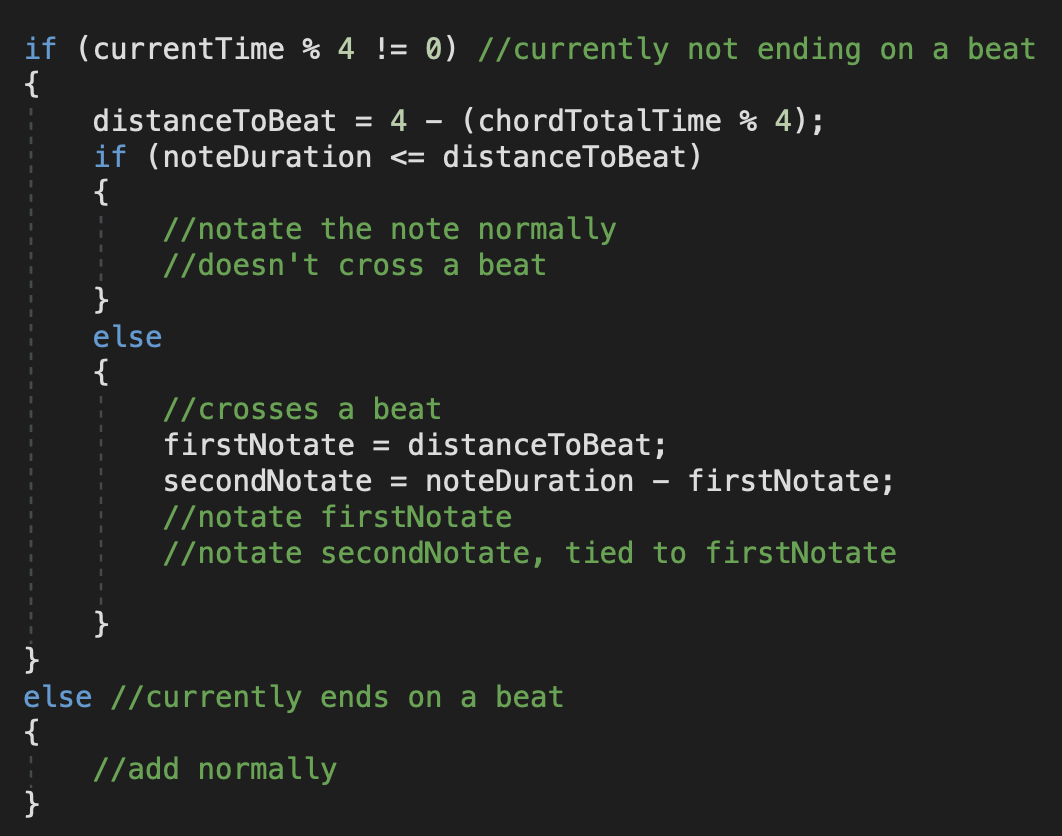 if (currentTime % 4 != 0) //currently not ending on a beat
{
    distanceToBeat = 4 - (chordTotalTime % 4);
    if (noteDuration <= distanceToBeat)
    {
        //notate the note normally
        //doesn't cross a beat
    }
    else
    {
        //crosses a beat
        firstNotate = distanceToBeat;
        secondNotate = noteDuration - firstNotate;
        //notate firstNotate
        //notate secondNotate, tied to firstNotate
    }
}
else //currently ends on a beat
{
    //add normally
}